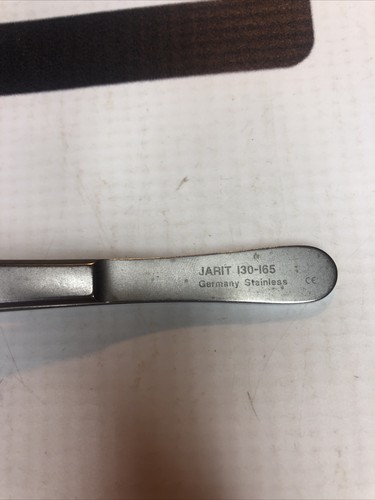 JARIT 130-165
Germany Stainless CE